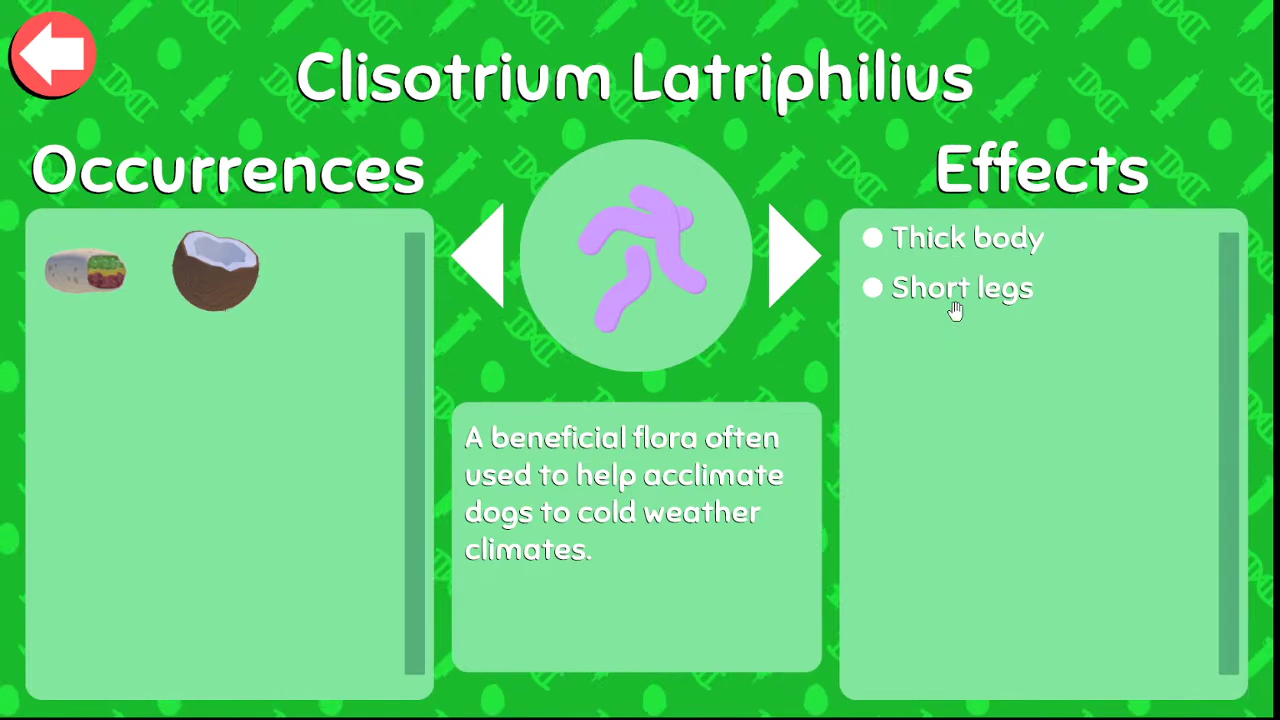 Clisotrium Latriphilius
Occurrences
Effects
Thick body
Short legs
A beneficial flora often
used to help acclimate
dogs to cold weather
climates.